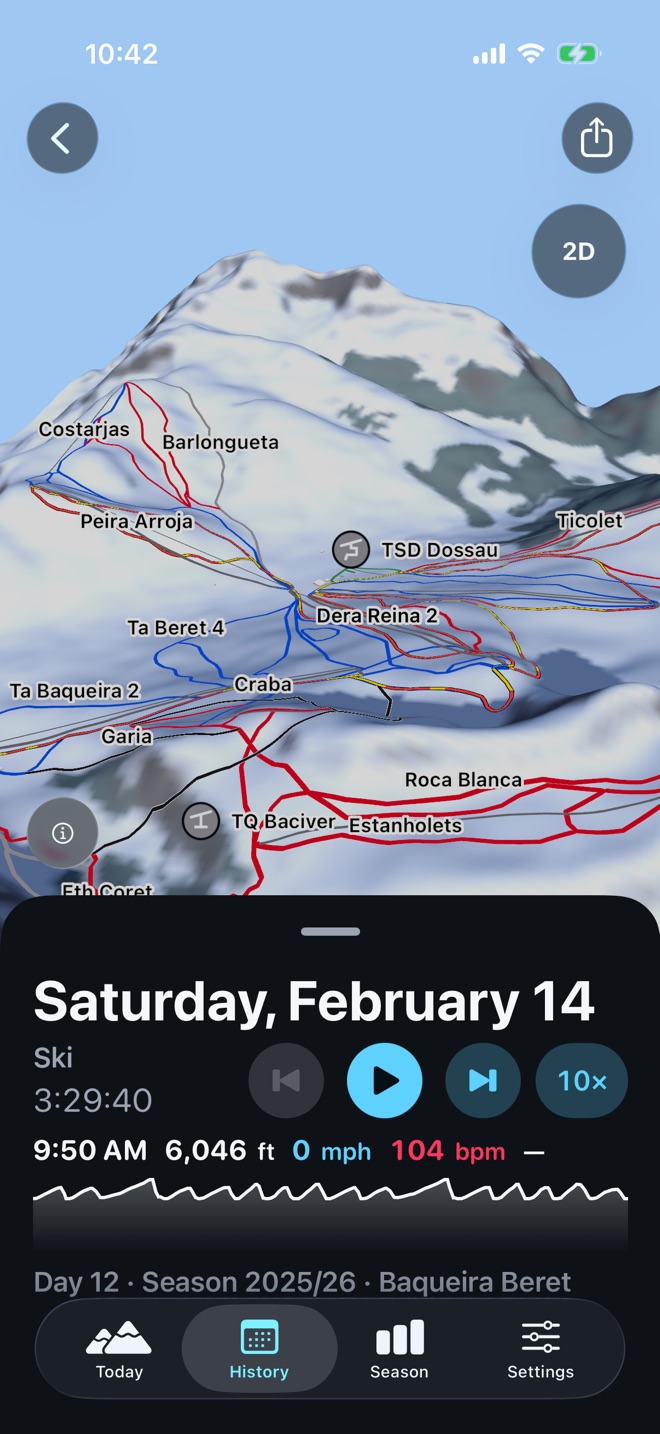 10:42
2D
Costarjas
Barlongueta
Peira Arroja
Ticolet
TSD Dossau
Dera Reina 2
Ta Beret 4
Craba
Ta Baqueira 2
Garia
Roca Blanca
TQ Baciver
Estanholets
Eth Coret
Saturday, February 14
Ski
3:29:40
10×
9:50 AM 6,046 ft 0 mph 104 bpm —
Day 12 · Season 2025/26 · Baqueira Beret
Today
History
Season
Settings